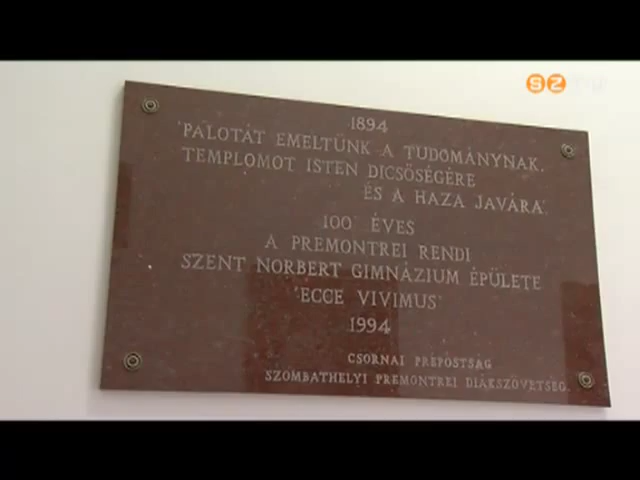 SZ
1894
'PALOTÁT EMELTÜNK A TUDOMÁNYNAK,
TEMPLOMOT ISTEN DICSŐSÉGÉRE
ÉS A HAZA JAVÁRA'.
100 ÉVES
A PREMONTREI RENDI
SZENT NORBERT GIMNÁZIUM ÉPÜLETE
'ECCE VIVIMUS'
1994
CSORNAI PRÉPOSTSÁG
SZOMBATHELYI PREMONTREI DIÁKSZÖVETSÉG.